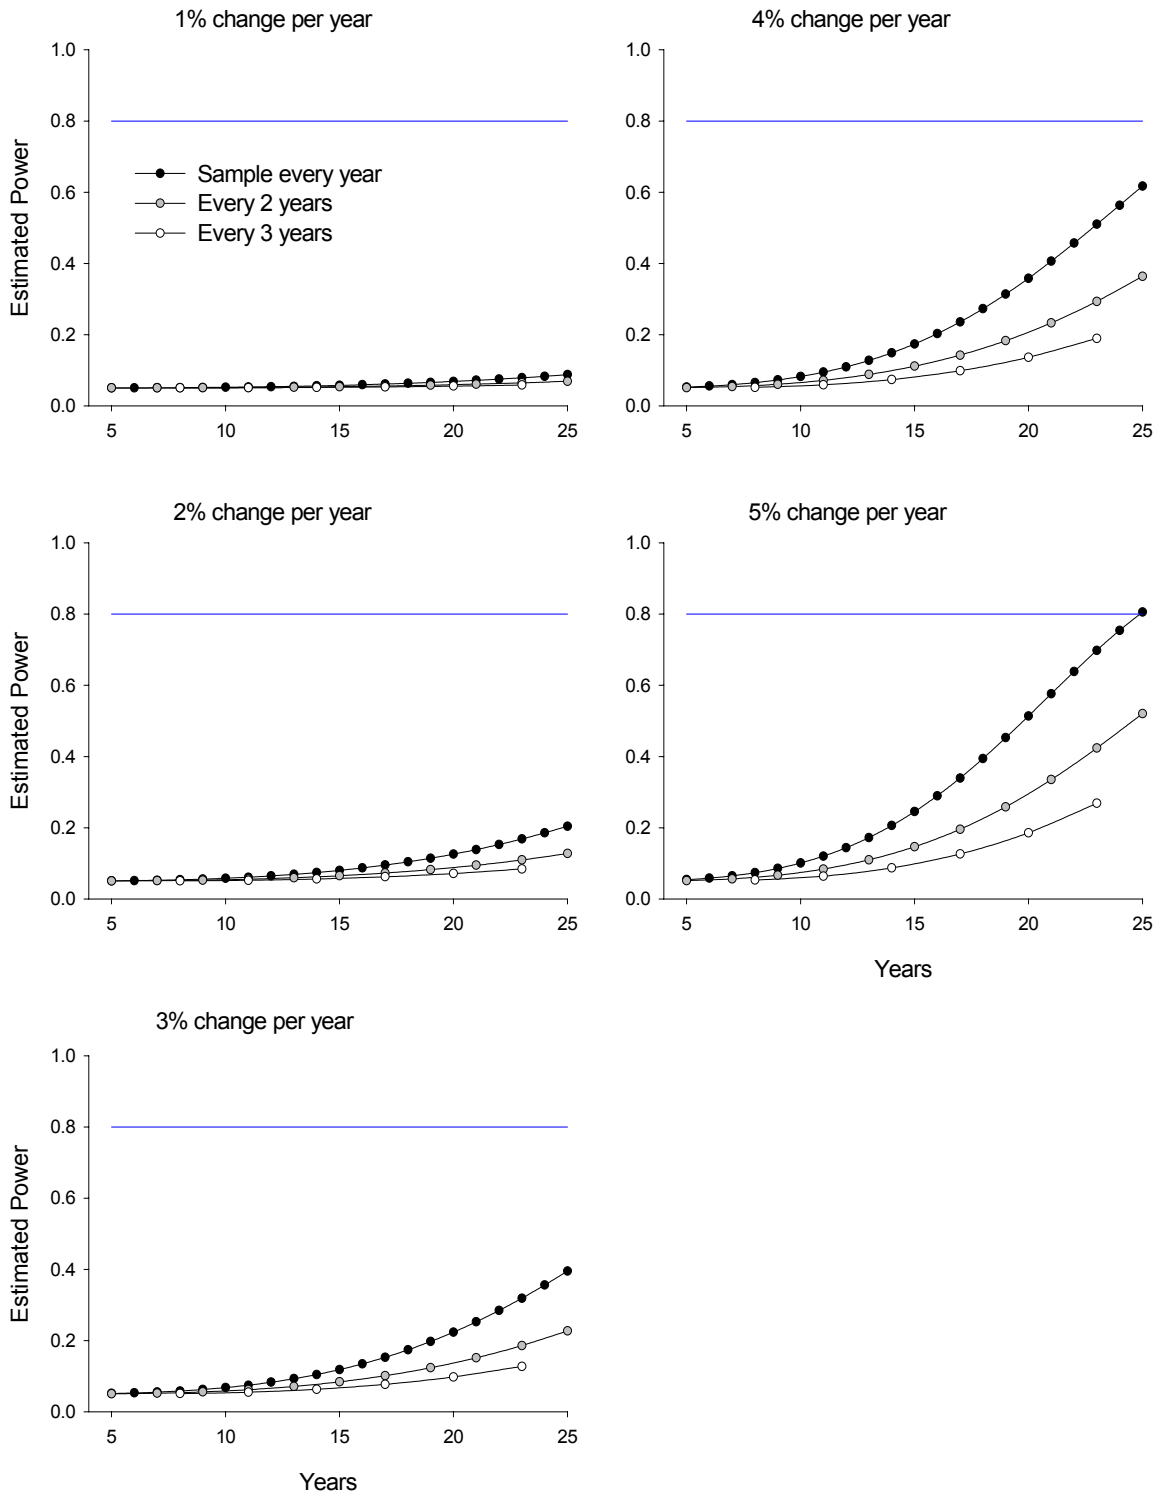 1% change per year
1.0
0.8
0.6
0.4
0.2
0.0
Estimated Power
Sample every year
Every 2 years
Every 3 years
5 10 15 20 25
4% change per year
1.0
0.8
0.6
0.4
0.2
0.0
5 10 15 20 25
2% change per year
1.0
0.8
0.6
0.4
0.2
0.0
Estimated Power
5 10 15 20 25
5% change per year
1.0
0.8
0.6
0.4
0.2
0.0
5 10 15 20 25
Years
3% change per year
1.0
0.8
0.6
0.4
0.2
0.0
Estimated Power
5 10 15 20 25
Years